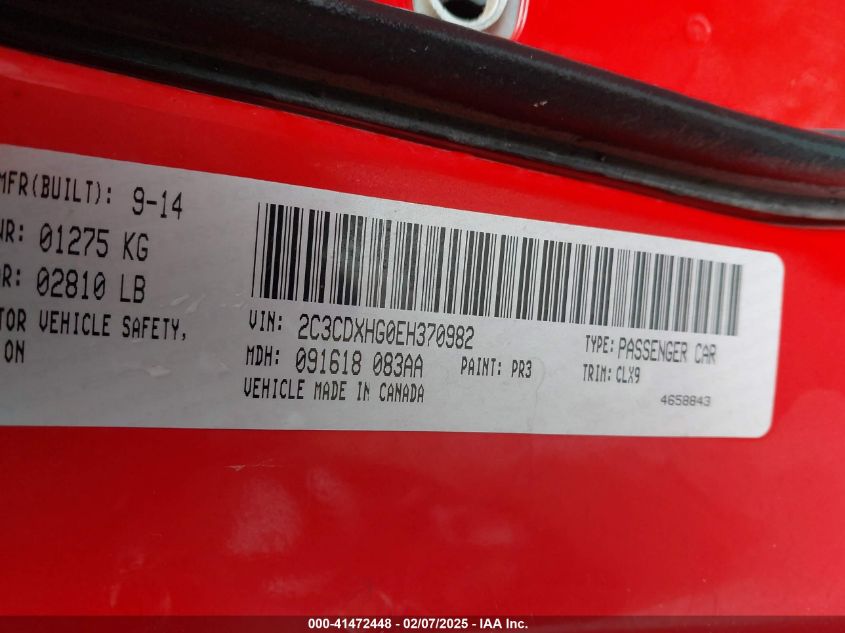 MFR(BUILT): 9-14
WR: 01275 KG
R: 02810 LB
TOR VEHICLE SAFETY,
ON
VIN: 2C3CDXHG0EH370982
TYPE: PASSENGER CAR
MDH: 091618 083AA
PAINT: PR3
TRIM: CLX9
VEHICLE MADE IN CANADA
4658843
000-41472448 - 02/07/2025 - IAA Inc.